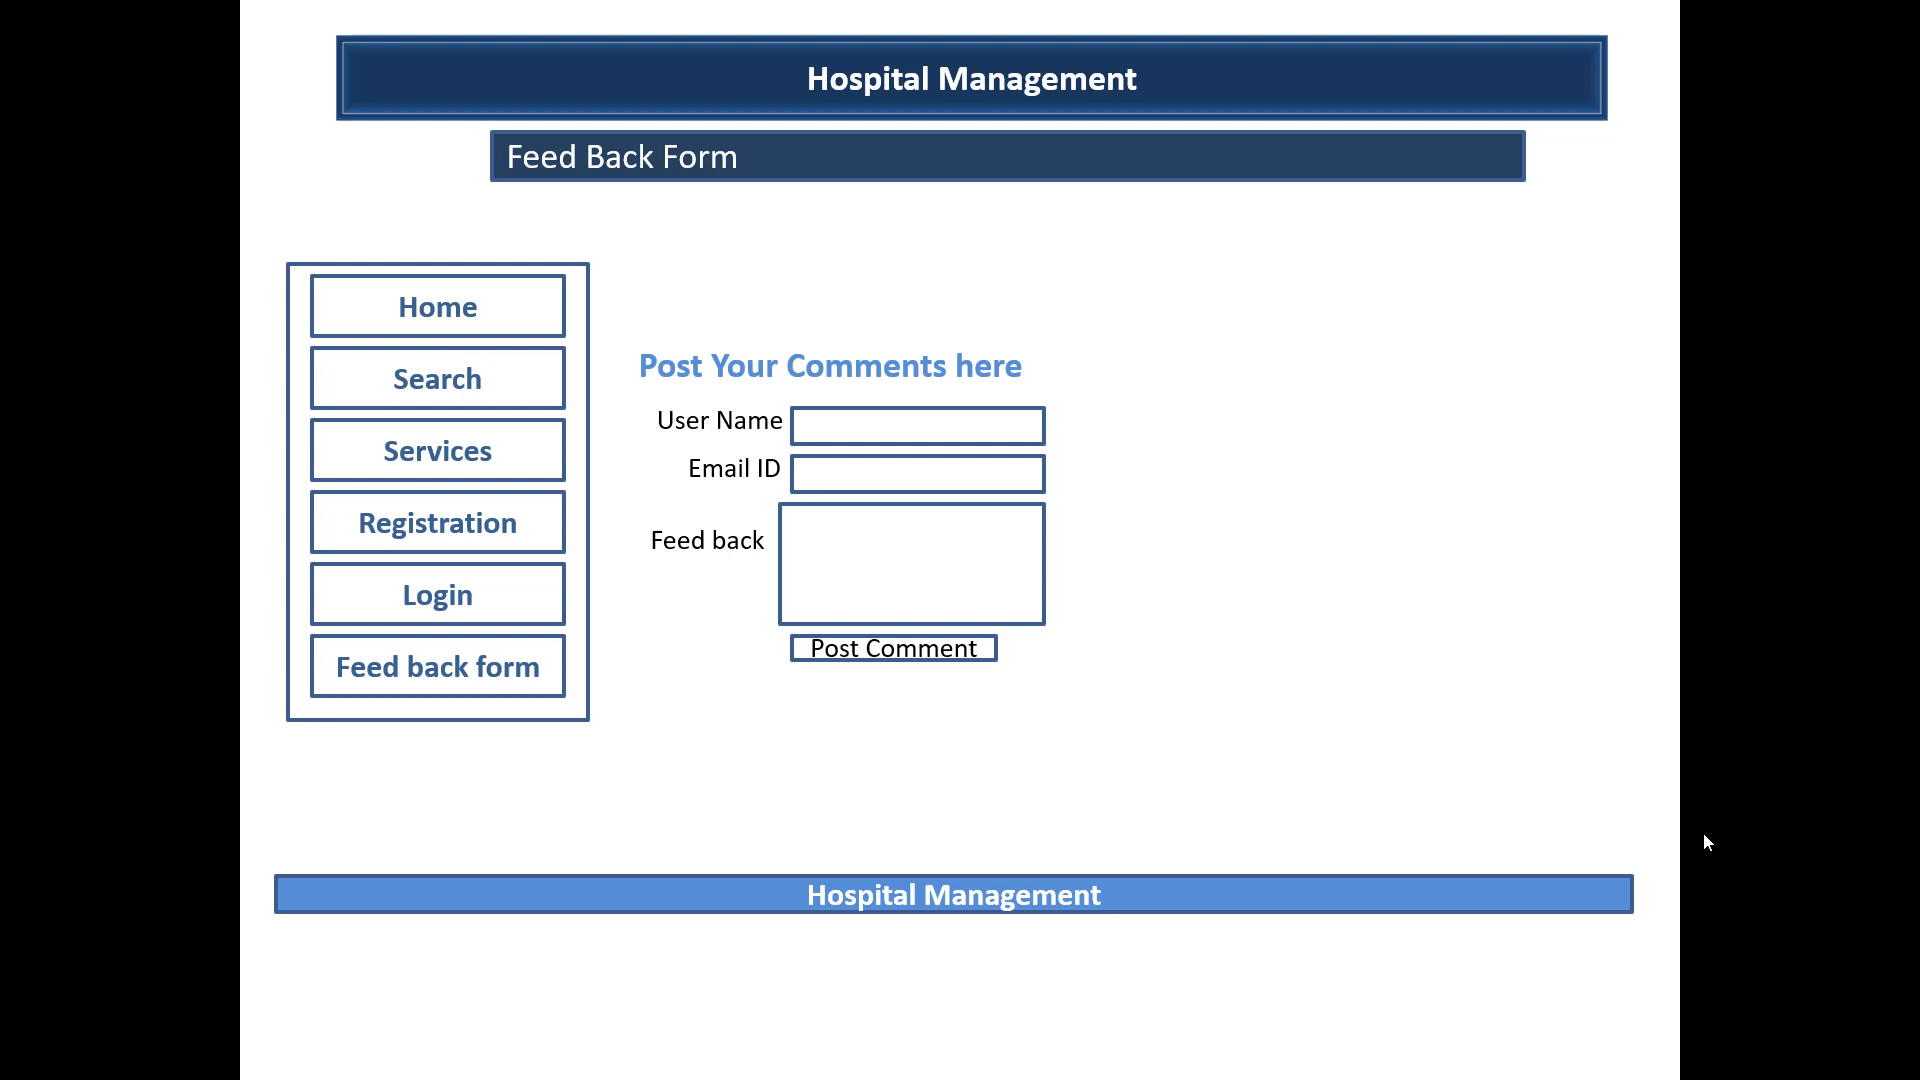 Hospital Management
Feed Back Form
Home
Search
Services
Registration
Login
Feed back form
Post Your Comments here
User Name
Email ID
Feed back
Post Comment
Hospital Management